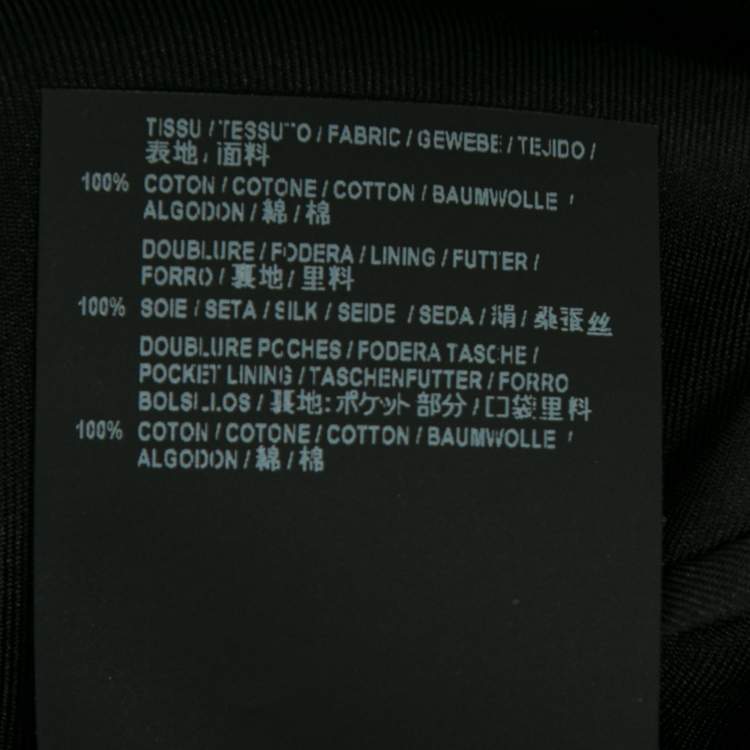 TISSU / TESSUTO / FABRIC / GEWEBE / TEJIDO /
表地 / 面料
100% COTON / COTONE / COTTON / BAUMWOLLE /
ALGODON / 綿 / 棉
DOUBLURE / FODERA / LINING / FUTTER /
FORRO / 裏地 / 里料
100% SOIE / SETA / SILK / SEIDE / SEDA / 絹 / 桑蚕丝
DOUBLURE POCHES / FODERA TASCHE /
POCKET LINING / TASCHENFUTTER / FORRO
BOLSILLOS / 裏地:ポケット部分 / 口袋里料
100% COTON / COTONE / COTTON / BAUMWOLLE /
ALGODON / 綿 / 棉